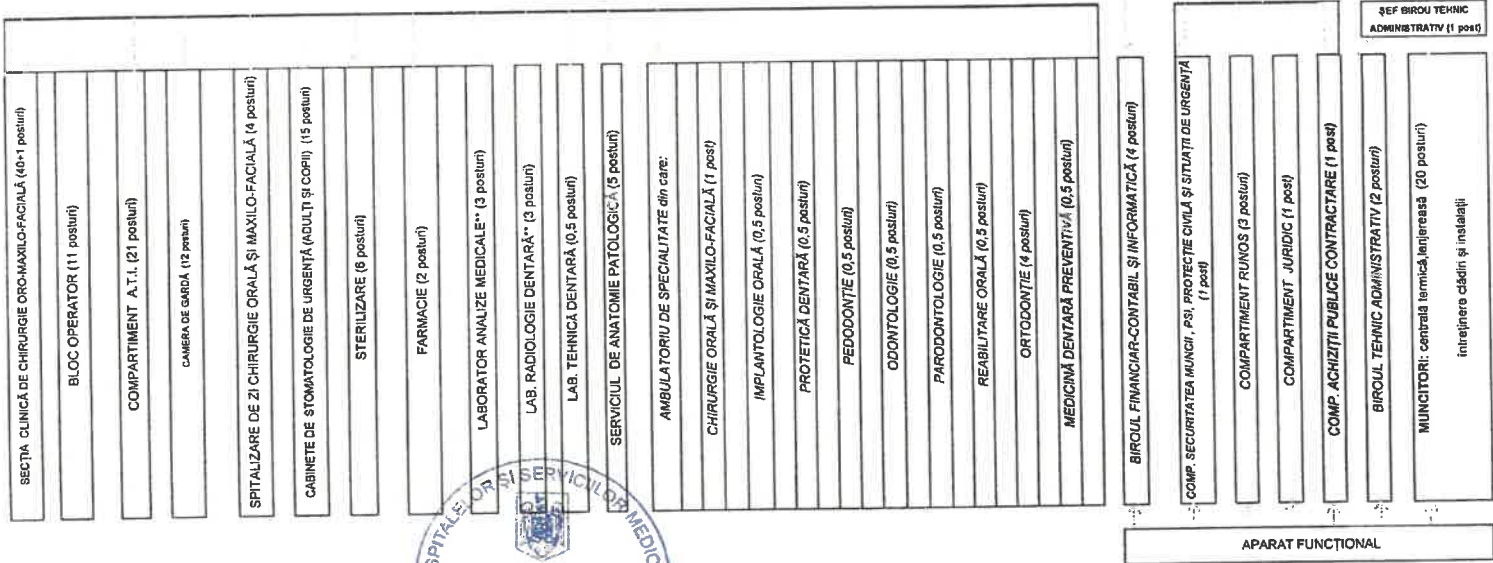 ŞEF BIROU TEHNIC
ADMINISTRATIV (1 post)
SECŢIA CLINICĂ DE CHIRURGIE ORO-MAXILO-FACIALĂ (40+1 posturi)
BLOC OPERATOR (11 posturi)
COMPARTIMENT A.T.I. (21 posturi)
CAMERA DE GARDĂ (12 posturi)
SPITALIZARE DE ZI CHIRURGIE ORALĂ ŞI MAXILO-FACIALĂ (4 posturi)
CABINETE DE STOMATOLOGIE DE URGENŢĂ (ADULŢI ŞI COPII) (15 posturi)
STERILIZARE (6 posturi)
FARMACIE (2 posturi)
LABORATOR ANALIZE MEDICALE** (3 posturi)
LAB. RADIOLOGIE DENTARĂ** (3 posturi)
LAB. TEHNICĂ DENTARĂ (0,5 posturi)
SERVICIUL DE ANATOMIE PATOLOGICĂ (5 posturi)
AMBULATORIU DE SPECIALITATE din care:
CHIRURGIE ORALĂ ŞI MAXILO-FACIALĂ (1 post)
IMPLANTOLOGIE ORALĂ (0,5 posturi)
PROTETICĂ DENTARĂ (0,5 posturi)
PEDODONŢIE (0,5 posturi)
ODONTOLOGIE (0,5 posturi)
PARODONTOLOGIE (0,5 posturi)
REABILITARE ORALĂ (0,5 posturi)
ORTODONŢIE (4 posturi)
MEDICINĂ DENTARĂ PREVENTIVĂ (0,5 posturi)
BIROUL FINANCIAR-CONTABIL ŞI INFORMATICĂ (4 posturi)
COMP. SECURITATEA MUNCII , PSI, PROTECŢIE CIVILĂ ŞI SITUAŢII DE URGENŢĂ
(1 post)
COMPARTIMENT RUNOS (3 posturi)
COMPARTIMENT JURIDIC (1 post)
COMP. ACHIZIŢII PUBLICE CONTRACTARE (1 post)
BIROUL TEHNIC ADMINISTRATIV (2 posturi)
MUNCITORI: centrală termică,lenjereasă (20 posturi)
întreţinere clădiri şi instalaţii
APARAT FUNCŢIONAL
SPITALELOR ŞI SERVICIILOR MEDIC